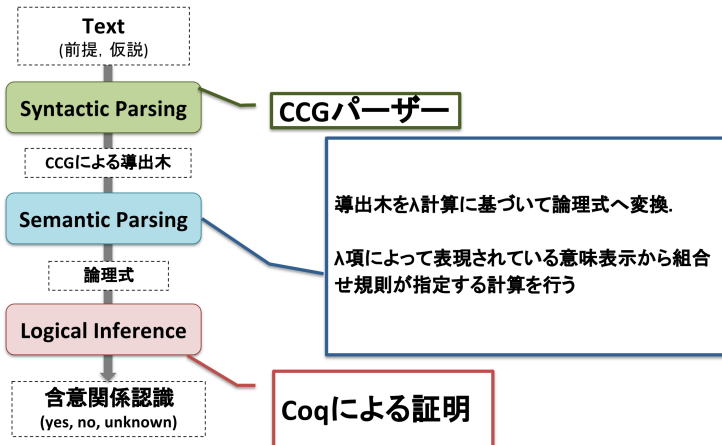 Text
(前提, 仮説)
Syntactic Parsing
CCGパーザー
CCGによる導出木
Semantic Parsing
導出木をλ計算に基づいて論理式へ変換.
λ項によって表現されている意味表示から組合
せ規則が指定する計算を行う
論理式
Logical Inference
Coqによる証明
含意関係認識
(yes, no, unknown)